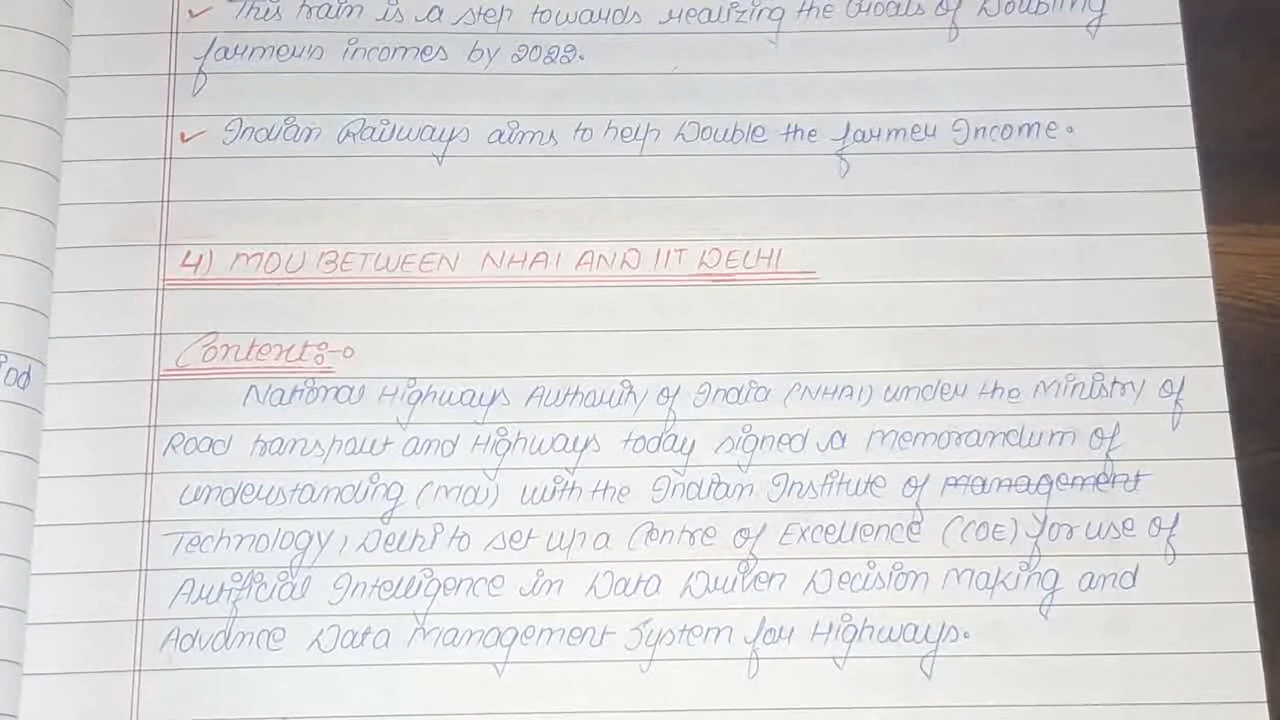 ✓ This train is a step towards realizing the Goals of Doubling
farmers incomes by 2022.
✓ Indian Railways aims to help Double the farmer Income.
4) MOU BETWEEN NHAI AND IIT DELHI
Content:-
National Highways Authority of India (NHAI) under the Ministry of
Road transport and Highways today signed a memorandum of
understanding (MOU) with the Indian Institute of management
Technology, Delhi to set up a Centre of Excellence (COE) for use of
Artificial Intelligence in Data Driven Decision Making and
Advance Data Management System for Highways.